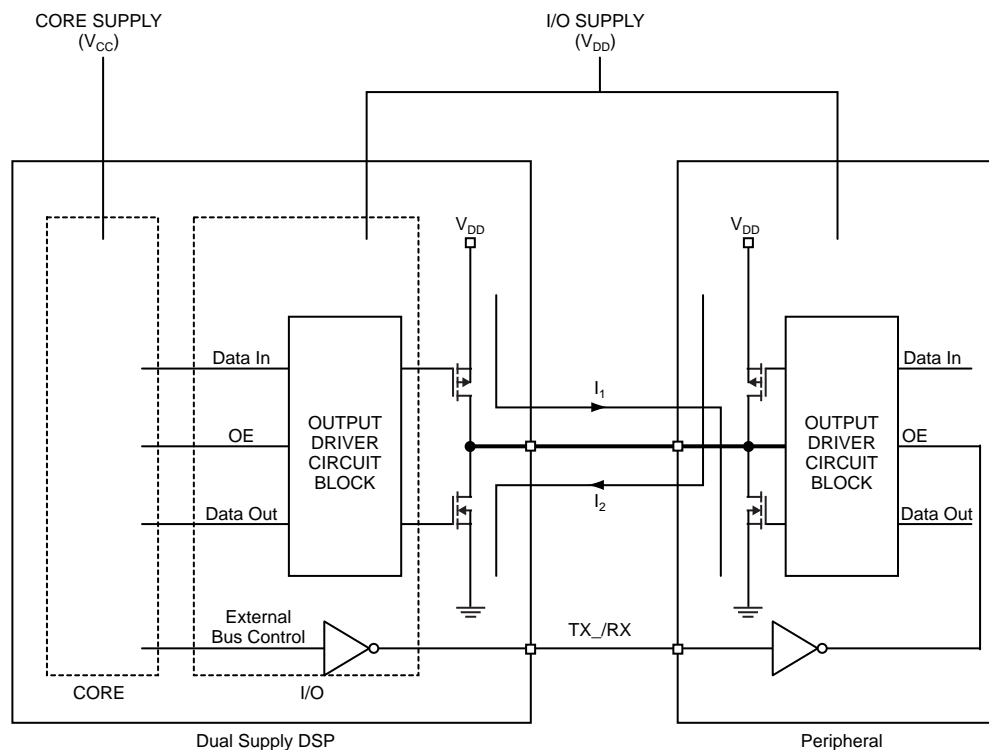 CORE SUPPLY
(VCC)
I/O SUPPLY
(VDD)
VDD
VDD
Data In
OE
Data Out
OUTPUT
DRIVER
CIRCUIT
BLOCK
I1
I2
OUTPUT
DRIVER
CIRCUIT
BLOCK
Data In
OE
Data Out
External
Bus Control
TX_/RX
CORE
I/O
Dual Supply DSP
Peripheral